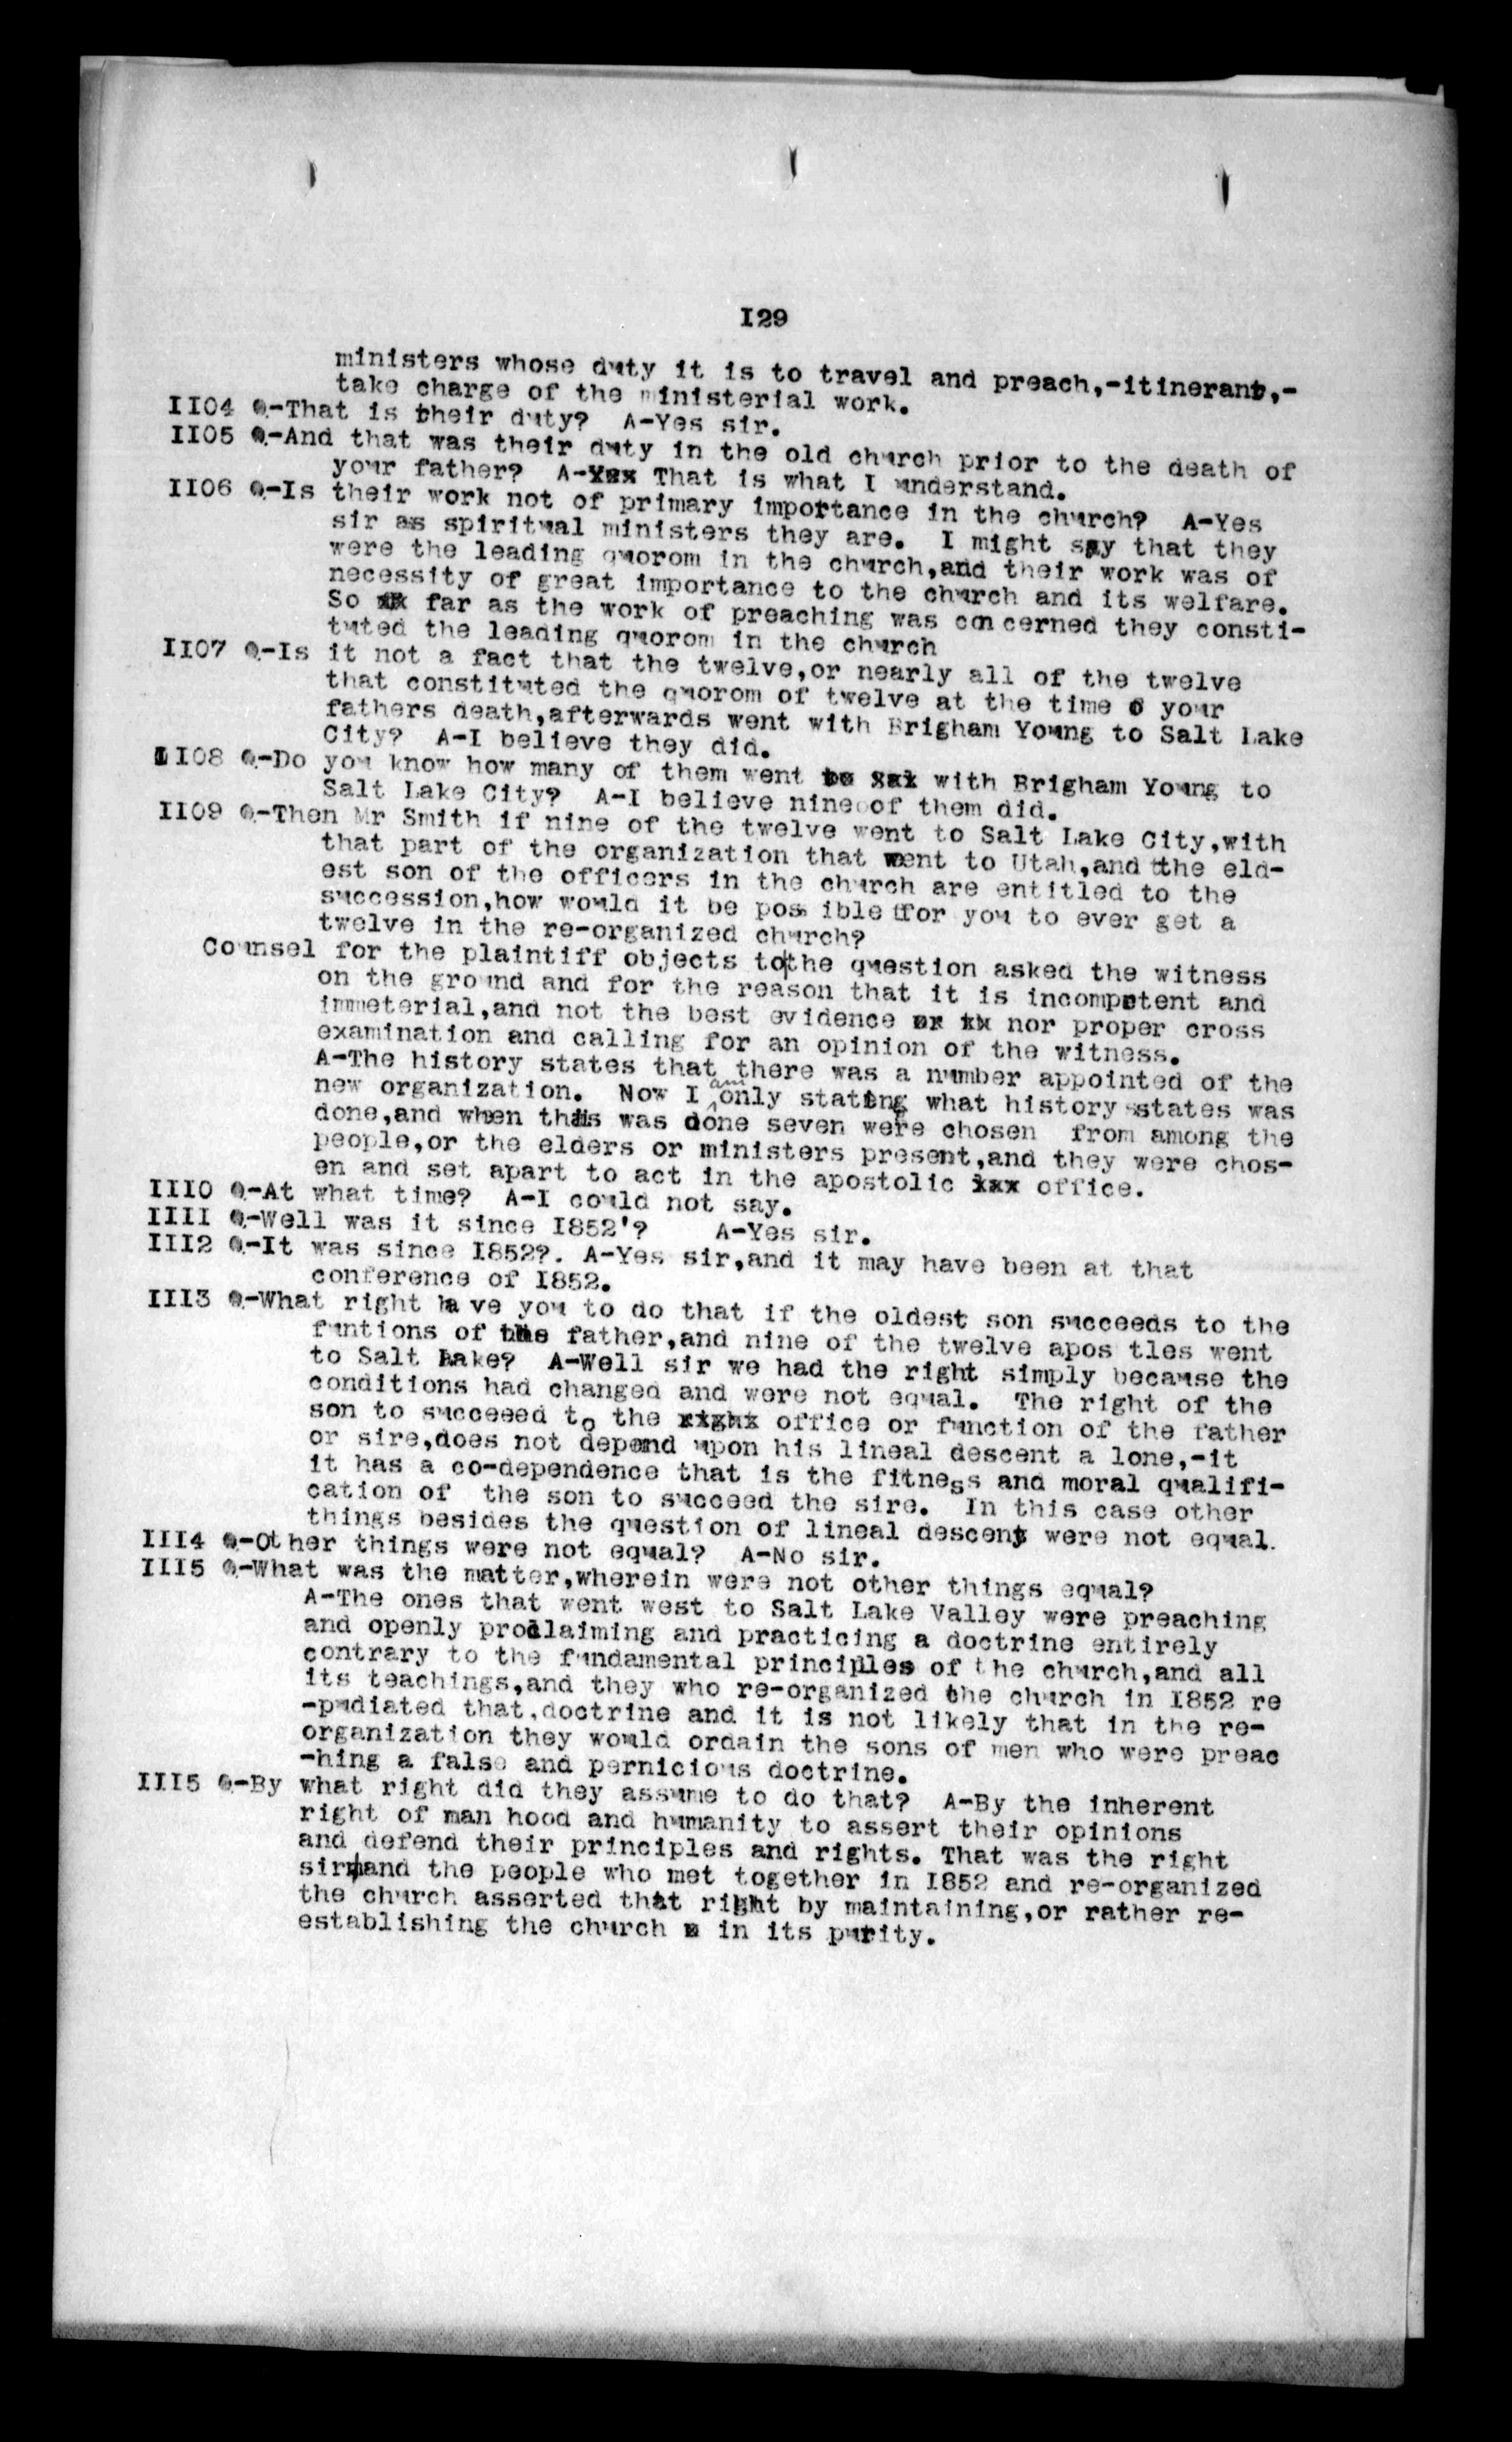 I29
ministers whose duty it is to travel and preach,-itinerant,-
take charge of the ministerial work.
II04 Q-That is their duty? A-Yes sir.
II05 Q-And that was their duty in the old church prior to the death of
your father? A-Yxx That is what I understand.
II06 Q-Is their work not of primary importance in the church? A-Yes
sir as spiritual ministers they are. I might say that they
were the leading quorom in the church,and their work was of
necessity of great importance to the church and its welfare.
So xx far as the work of preaching was concerned they consti-
tuted the leading quorom in the church
II07 Q-Is it not a fact that the twelve,or nearly all of the twelve
that constituted the quorom of twelve at the time o your
fathers death,afterwards went with Brigham Young to Salt Lake
City? A-I believe they did.
II08 Q-Do you know how many of them went to Sal with Brigham Young to
Salt Lake City? A-I believe nine of them did.
II09 Q-Then Mr Smith if nine of the twelve went to Salt Lake City,with
that part of the organization that went to Utah,and the eld-
est son of the officers in the church are entitled to the
succession,how would it be poss ible for you to ever get a
twelve in the re-organized church?
Counsel for the plaintiff objects to|the question asked the witness
on the ground and for the reason that it is incompetent and
immeterial,and not the best evidence or xx nor proper cross
examination and calling for an opinion of the witness.
A-The history states that there was a number appointed of the
new organization. Now I am only stating what history states was
done,and when this was done seven were chosen from among the
people,or the elders or ministers present,and they were chos-
en and set apart to act in the apostolic xxx office.
III0 Q-At what time? A-I could not say.
IIII Q-Well was it since I852'? A-Yes sir.
III2 Q-It was since I852?. A-Yes sir,and it may have been at that
conference of I852.
III3 Q-What right ha ve you to do that if the oldest son succeeds to the
funtions of the father,and nine of the twelve apos tles went
to Salt Lake? A-Well sir we had the right simply because the
conditions had changed and were not equal. The right of the
son to succeeed to the right office or function of the father
or sire,does not depend upon his lineal descent a lone,-it
it has a co-dependence that is the fitness and moral qualifi-
cation of the son to succeed the sire. In this case other
things besides the question of lineal descent were not equal.
III4 Q-Ot her things were not equal? A-No sir.
III5 Q-What was the matter,wherein were not other things equal?
A-The ones that went west to Salt Lake Valley were preaching
and openly proclaiming and practicing a doctrine entirely
contrary to the fundamental principles of the church,and all
its teachings,and they who re-organized the church in I852 re
-pudiated that.doctrine and it is not likely that in the re-
organization they would ordain the sons of men who were preac
-hing a false and pernicious doctrine.
III5 Q-By what right did they assume to do that? A-By the inherent
right of man hood and humanity to assert their opinions
and defend their principles and rights. That was the right
sir|and the people who met together in I852 and re-organized
the church asserted that right by maintaining,or rather re-
establishing the church x in its purity.